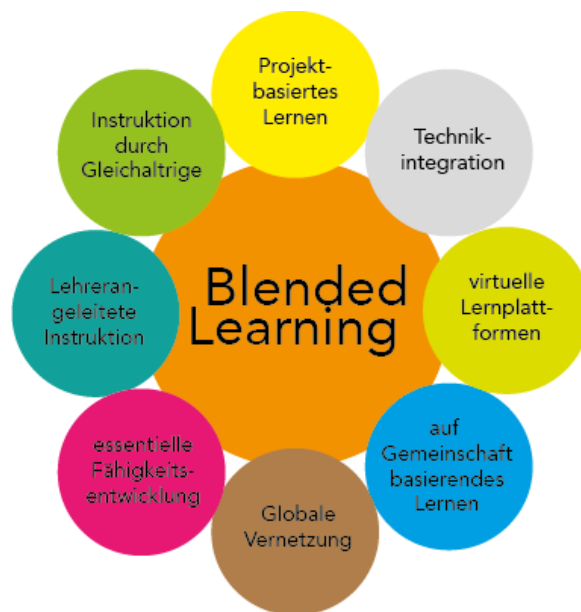 Projekt-
basiertes
Lernen
Technik-
integration
virtuelle
Lernplatt-
formen
auf
Gemeinschaft
basierendes
Lernen
Globale
Vernetzung
essentielle
Fähigkeits-
entwicklung
Lehreran-
geleitete
Instruktion
Instruktion
durch
Gleichaltrige
Blended
Learning